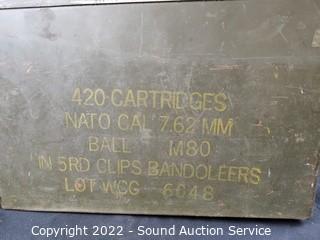 420 CARTRIDGES
NATO CAL 7.62 MM
BALL M80
IN 5RD CLIPS BANDOLEERS
LOT WCC 6048
Copyright 2022 - Sound Auction Service